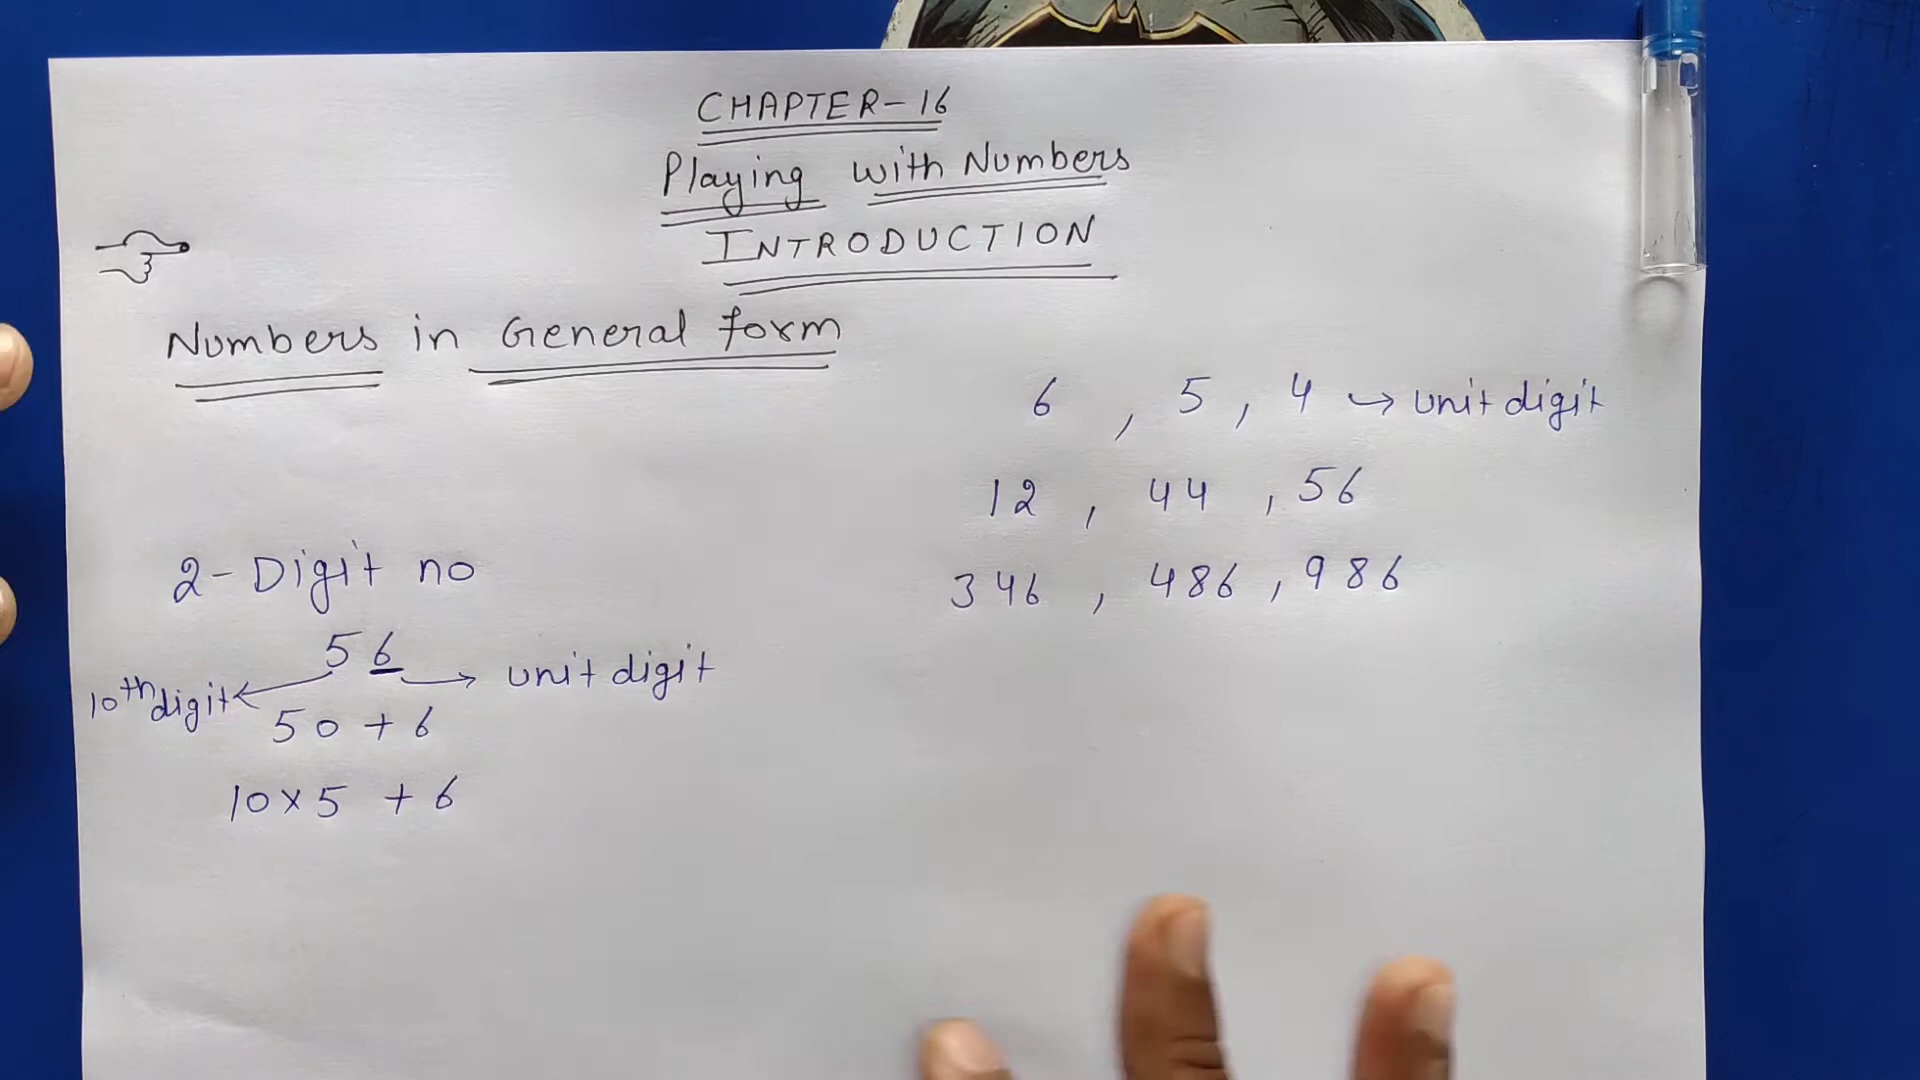 CHAPTER-16
Playing with Numbers
INTRODUCTION
Numbers in General form
6 , 5 , 4 → unit digit
12 , 44 , 56
346 , 486 , 986
2-Digit no
56
10th digit ← → unit digit
50 + 6
10×5 + 6